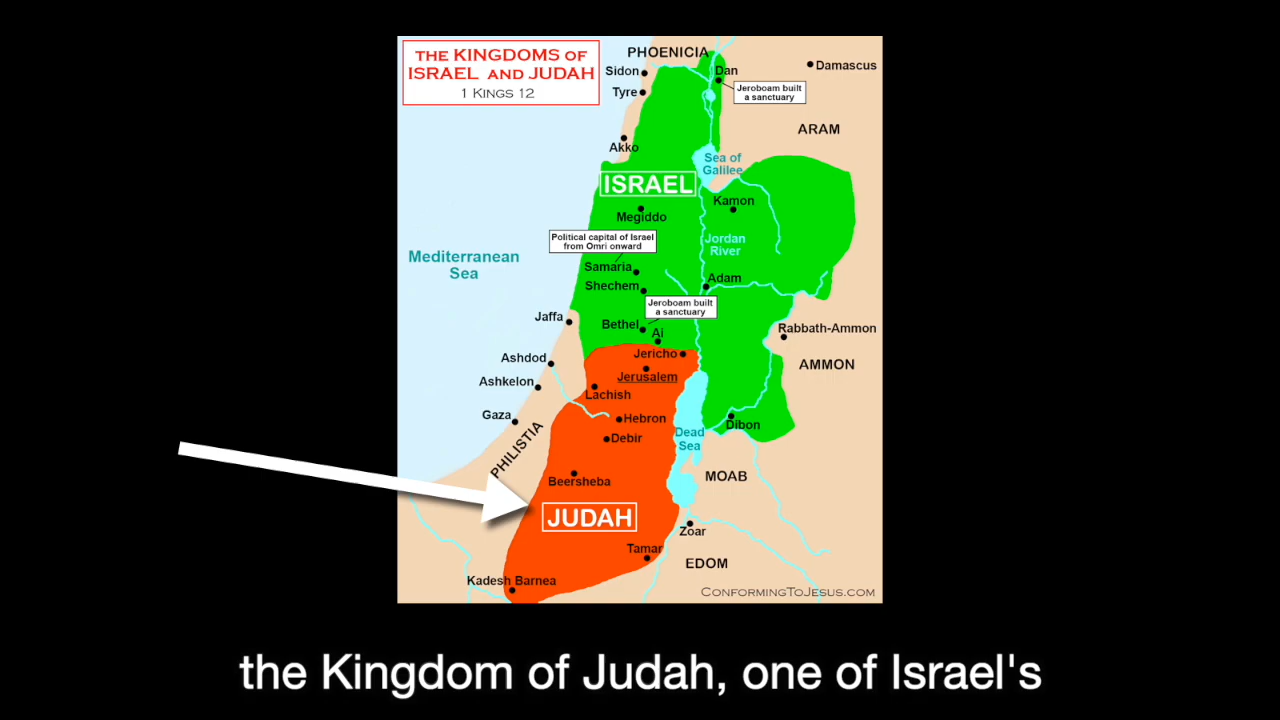 THE KINGDOMS OF
ISRAEL AND JUDAH
1 KINGS 12
PHOENICIA
Sidon
Dan
Damascus
Tyre
Jeroboam built
a sanctuary
ARAM
Akko
Sea of
Galilee
ISRAEL
Kamon
Megiddo
Political capital of Israel
from Omri onward
Jordan
River
Mediterranean
Sea
Samaria
Adam
Shechem
Jeroboam built
a sanctuary
Jaffa
Bethel
Ai
Rabbath-Ammon
Jericho
Ashdod
AMMON
Jerusalem
Ashkelon
Lachish
Gaza
Hebron
Dibon
PHILISTIA
Debir
Dead
Sea
Beersheba
MOAB
JUDAH
Zoar
Tamar
EDOM
Kadesh Barnea
CONFORMINGTOJESUS.COM
the Kingdom of Judah, one of Israel's